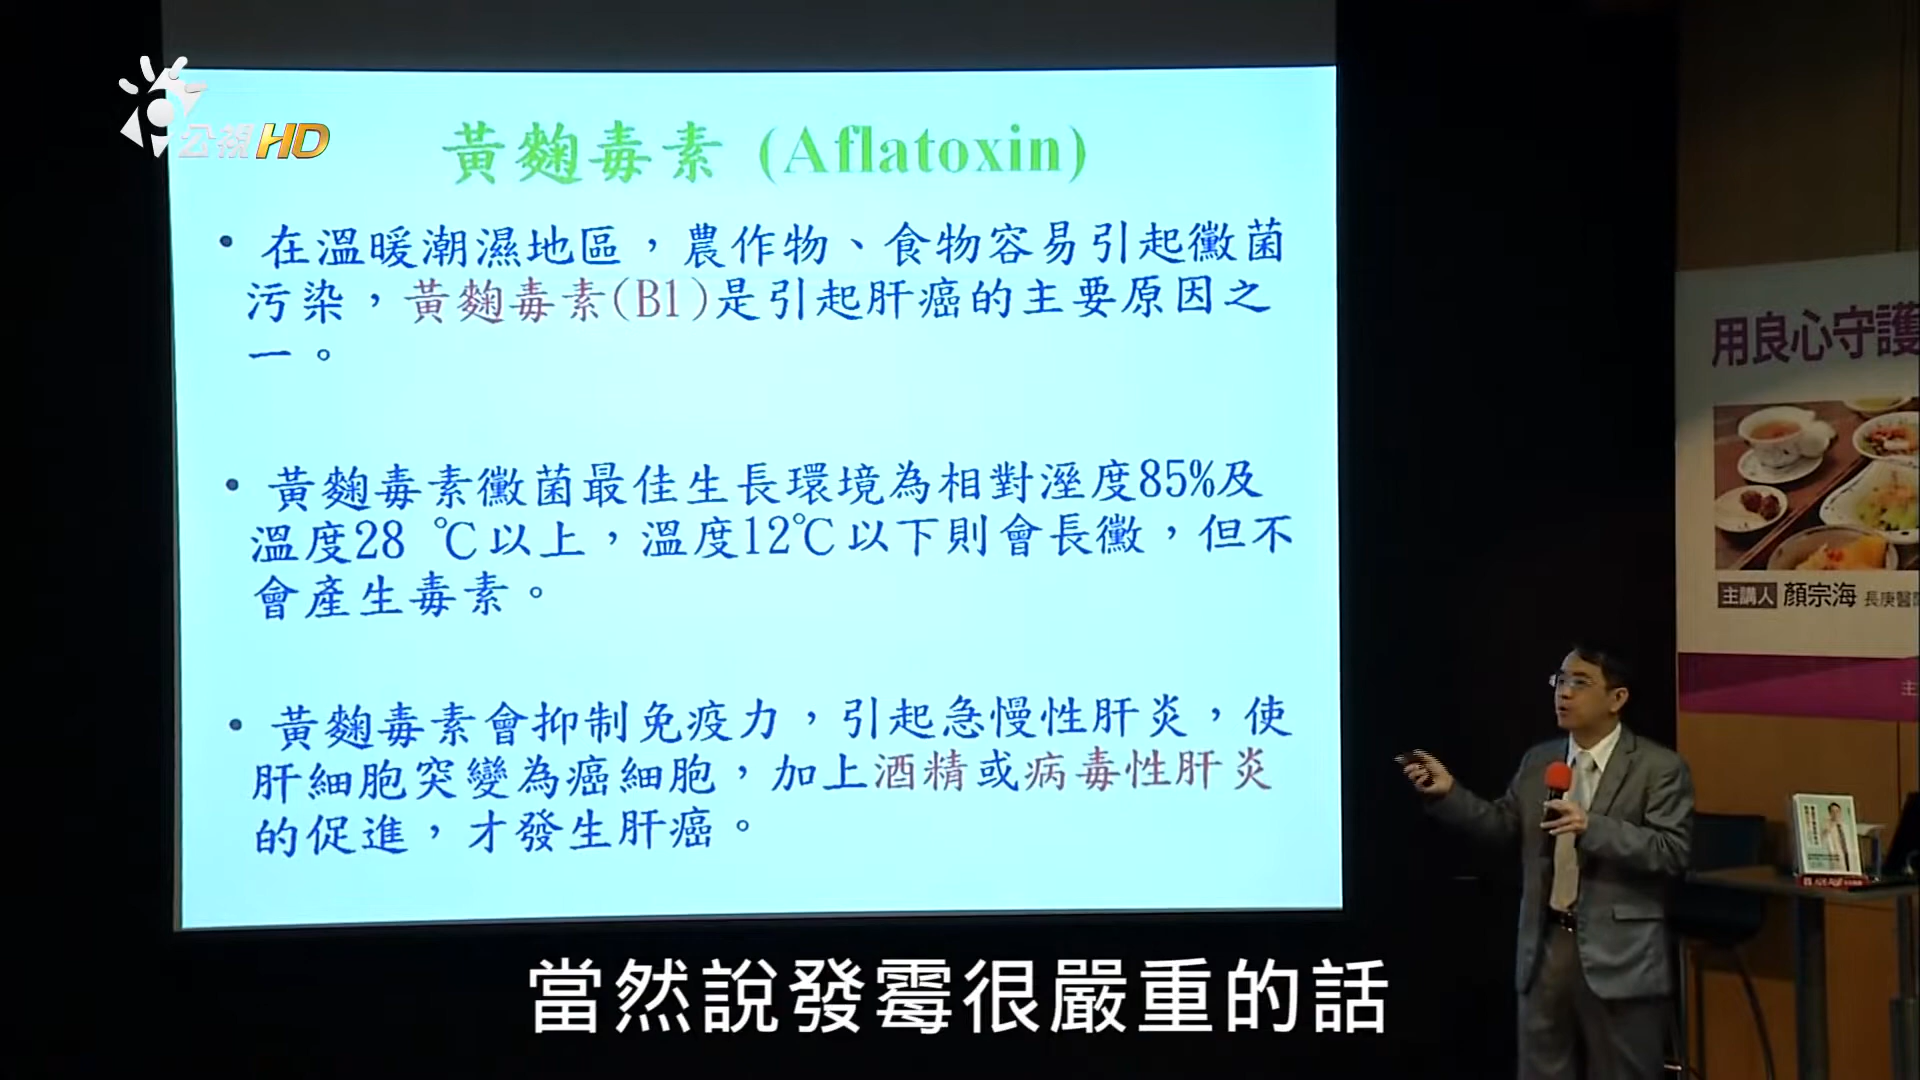 公視HD
黃麴毒素 (Aflatoxin)
• 在溫暖潮濕地區，農作物、食物容易引起黴菌
污染，黃麴毒素(B1)是引起肝癌的主要原因之
一。
• 黃麴毒素黴菌最佳生長環境為相對溼度85%及
溫度28 ℃以上，溫度12℃以下則會長黴，但不
會產生毒素。
• 黃麴毒素會抑制免疫力，引起急慢性肝炎，使
肝細胞突變為癌細胞，加上酒精或病毒性肝炎
的促進，才發生肝癌。
用良心守護
主講人 顏宗海 長庚醫
主
當然說發霉很嚴重的話